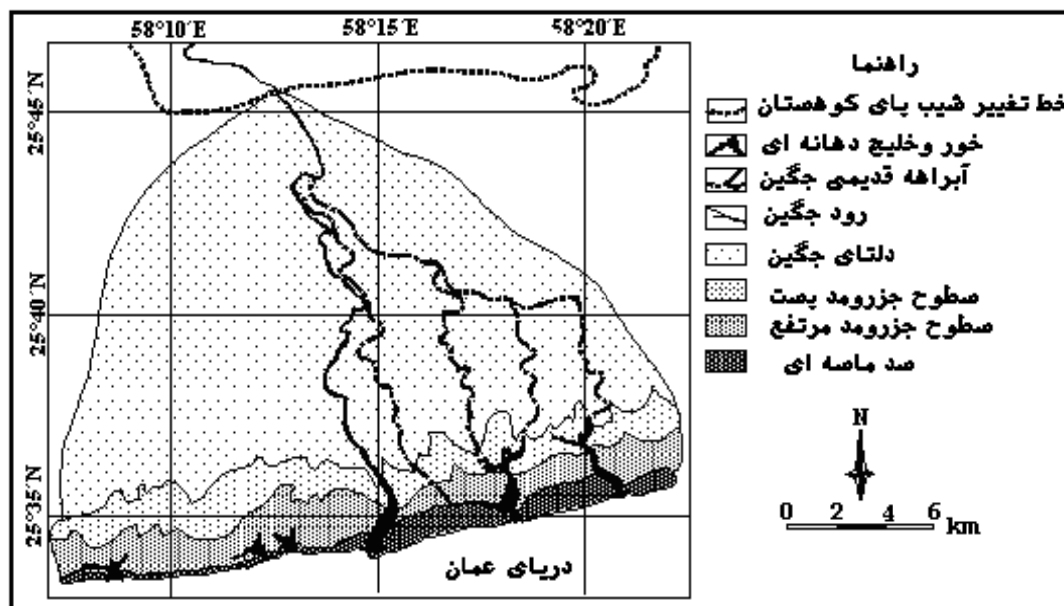 58°10´E 58°15´E 58°20´E
25°45´N
25°40´N
25°35´N
دریای عمان
راهنما
خط تغییر شیب پای کوهستان
خور وخلیج دهانه ای
آبراهه قدیمی جگین
رود جگین
دلتای جگین
سطوح جزرومد پست
سطوح جزرومد مرتفع
سد ماسه ای
N
0 2 4 6
km